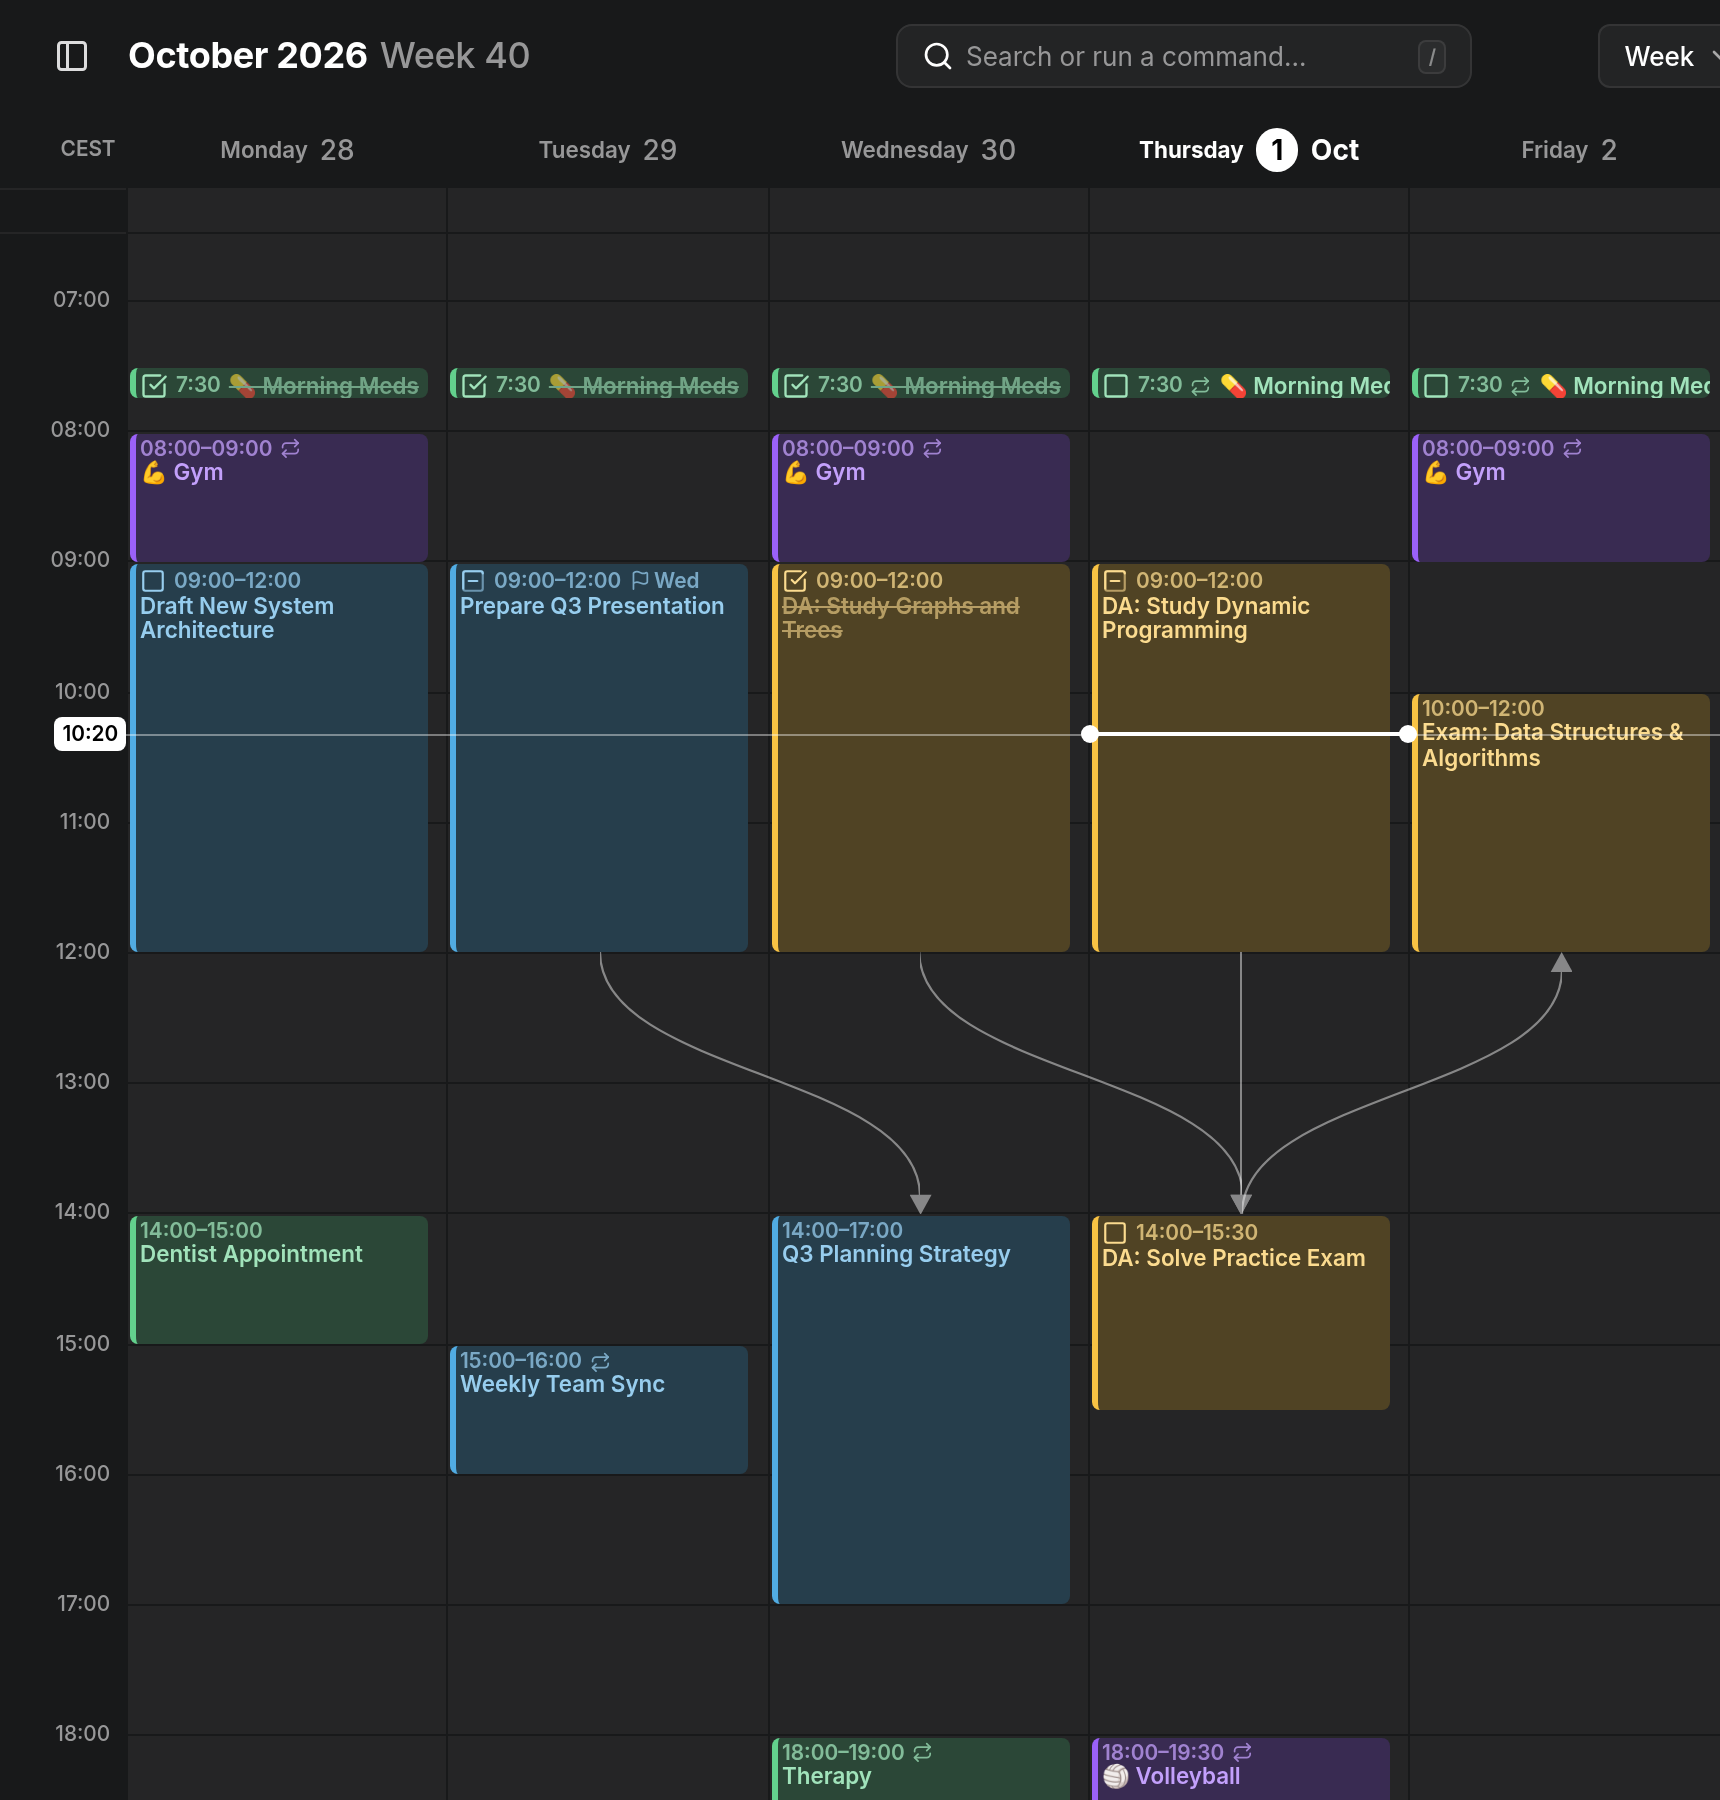 October 2026 Week 40
Search or run a command...
/
Week
CEST
Monday 28
Tuesday 29
Wednesday 30
Thursday 1 Oct
Friday 2
07:00
7:30 Morning Meds
7:30 Morning Meds
7:30 Morning Meds
7:30 Morning Med
7:30 Morning Med
08:00
08:00–09:00
Gym
08:00–09:00
Gym
08:00–09:00
Gym
09:00
09:00–12:00
Draft New System
Architecture
09:00–12:00 Wed
Prepare Q3 Presentation
09:00–12:00
DA: Study Graphs and
Trees
09:00–12:00
DA: Study Dynamic
Programming
10:00
10:00–12:00
Exam: Data Structures &
Algorithms
10:20
11:00
12:00
13:00
14:00
14:00–15:00
Dentist Appointment
14:00–17:00
Q3 Planning Strategy
14:00–15:30
DA: Solve Practice Exam
15:00
15:00–16:00
Weekly Team Sync
16:00
17:00
18:00
18:00–19:00
Therapy
18:00–19:30
Volleyball